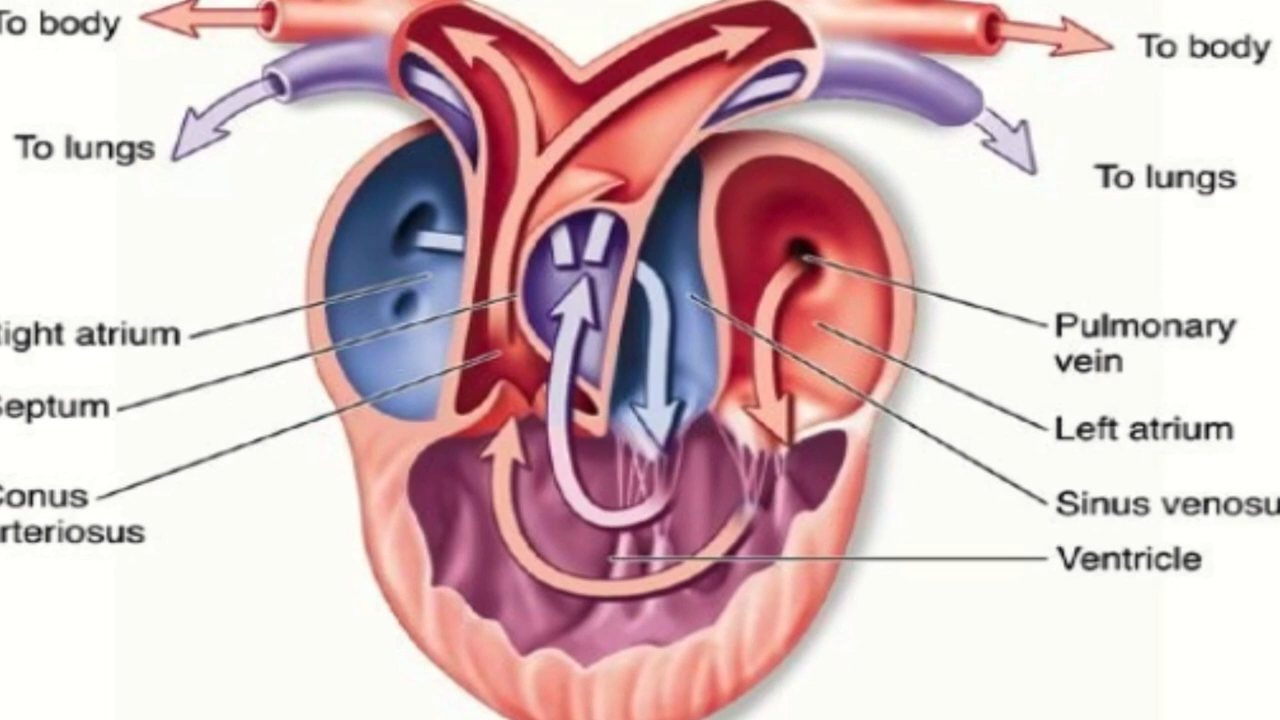 To body
To body
To lungs
To lungs
ight atrium
Septum
Conus
rteriosus
Pulmonary
vein
Left atrium
Sinus venosu
Ventricle